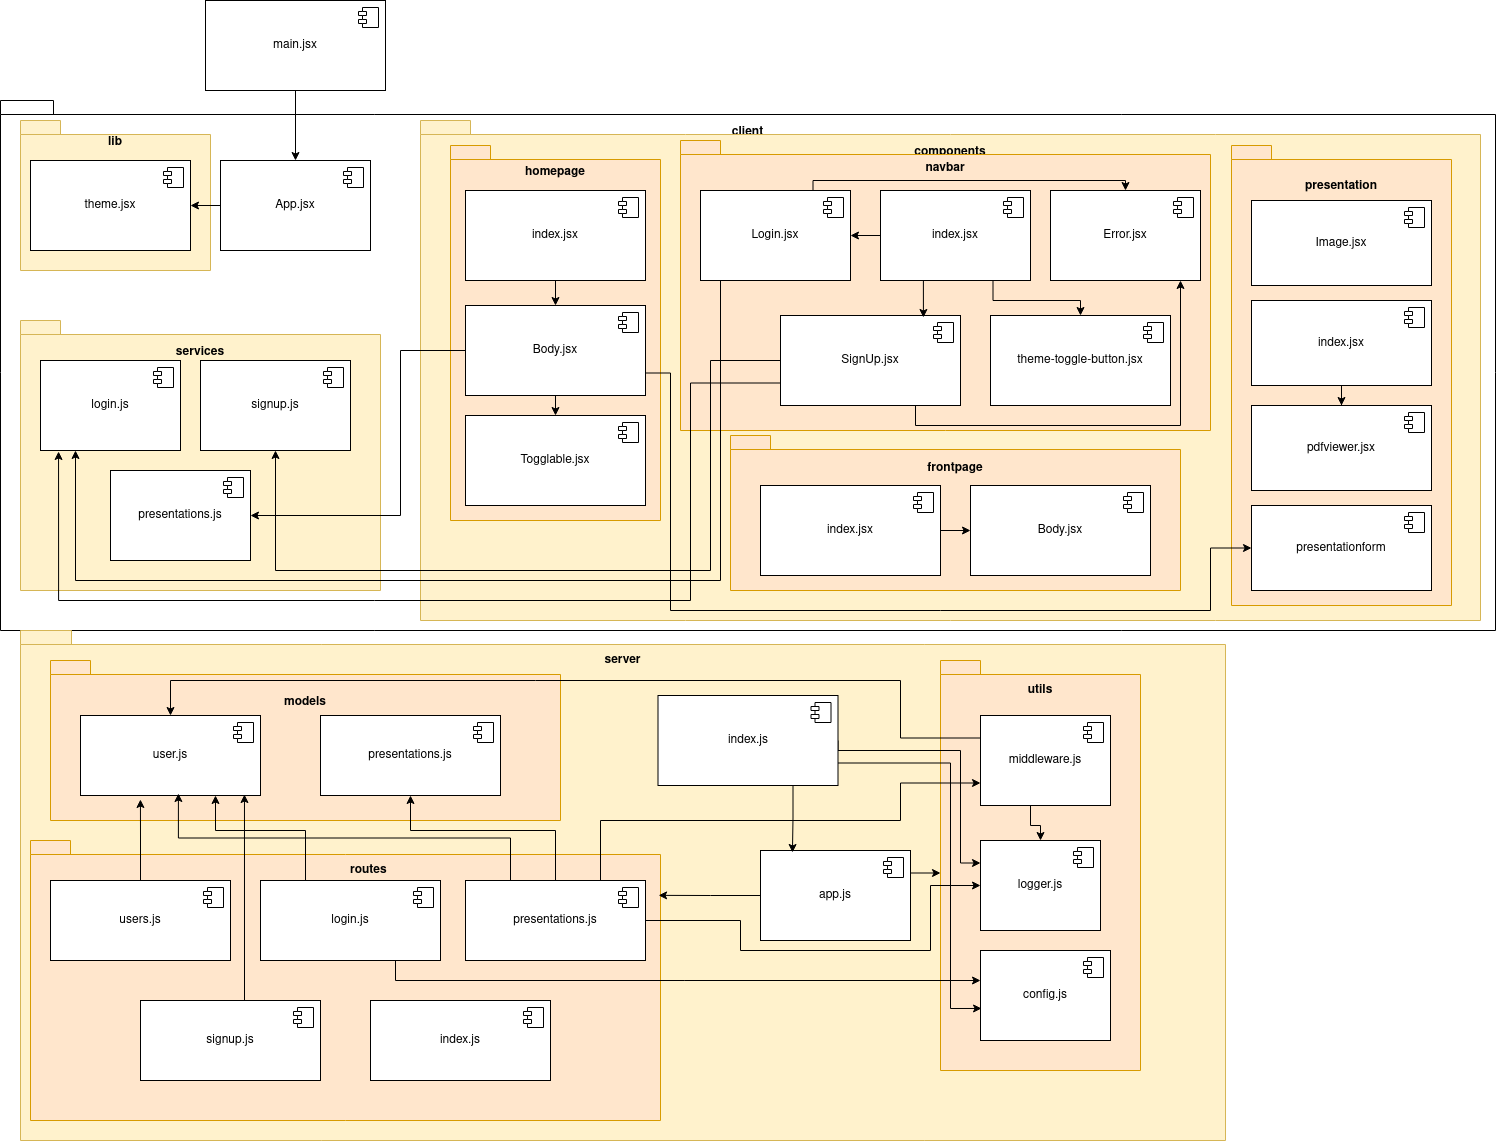 main.jsx
client
lib
theme.jsx
App.jsx
components
homepage
index.jsx
Body.jsx
Togglable.jsx
navbar
Login.jsx
index.jsx
Error.jsx
SignUp.jsx
theme-toggle-button.jsx
frontpage
index.jsx
Body.jsx
presentation
Image.jsx
index.jsx
pdfviewer.jsx
presentationform
services
login.js
signup.js
presentations.js
server
models
user.js
presentations.js
index.js
app.js
utils
middleware.js
logger.js
config.js
routes
users.js
login.js
presentations.js
signup.js
index.js